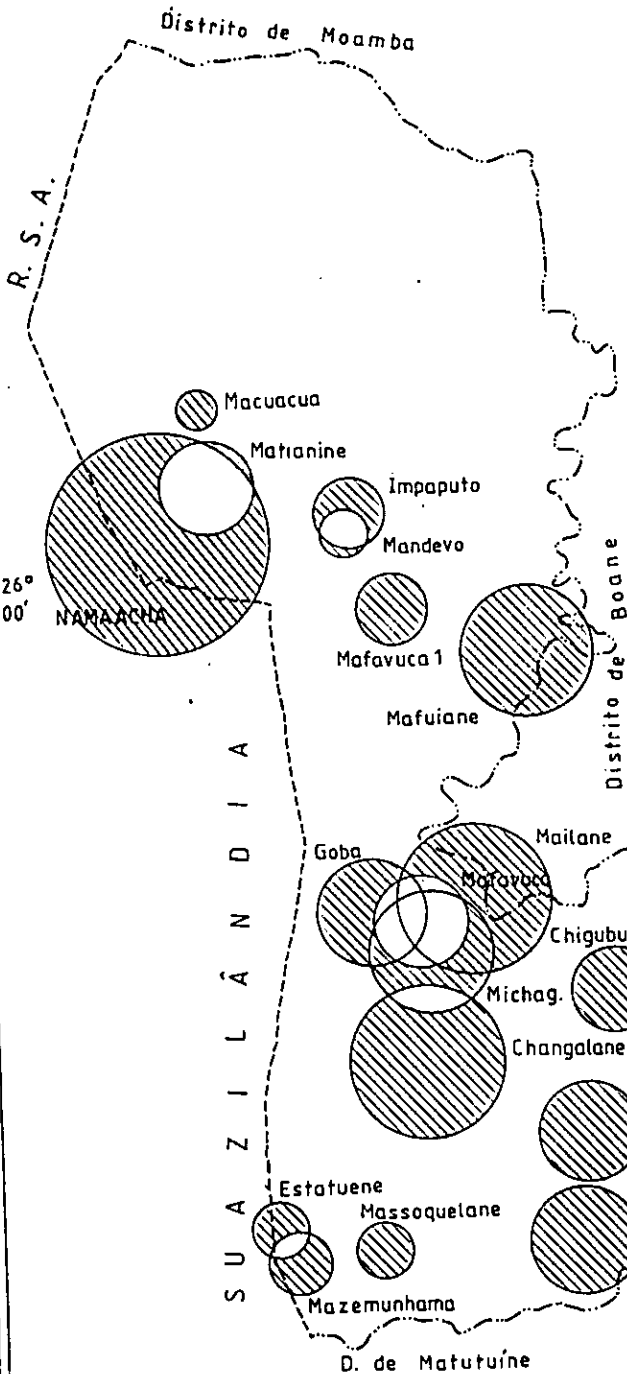 Distrito de Moamba
R. S. A.
Macuacua
Matianine
Impaputo
Mandevo
26°
00'
NAMAACHA
Mafavuca 1
Mafuiane
Distrito de Boane
SUAZILÂNDIA
Goba
Mailane
Mafavuca
Chigubu
Michag.
Changalane
Estatuene
Massoquelane
Mazemunhama
D. de Matutuíne